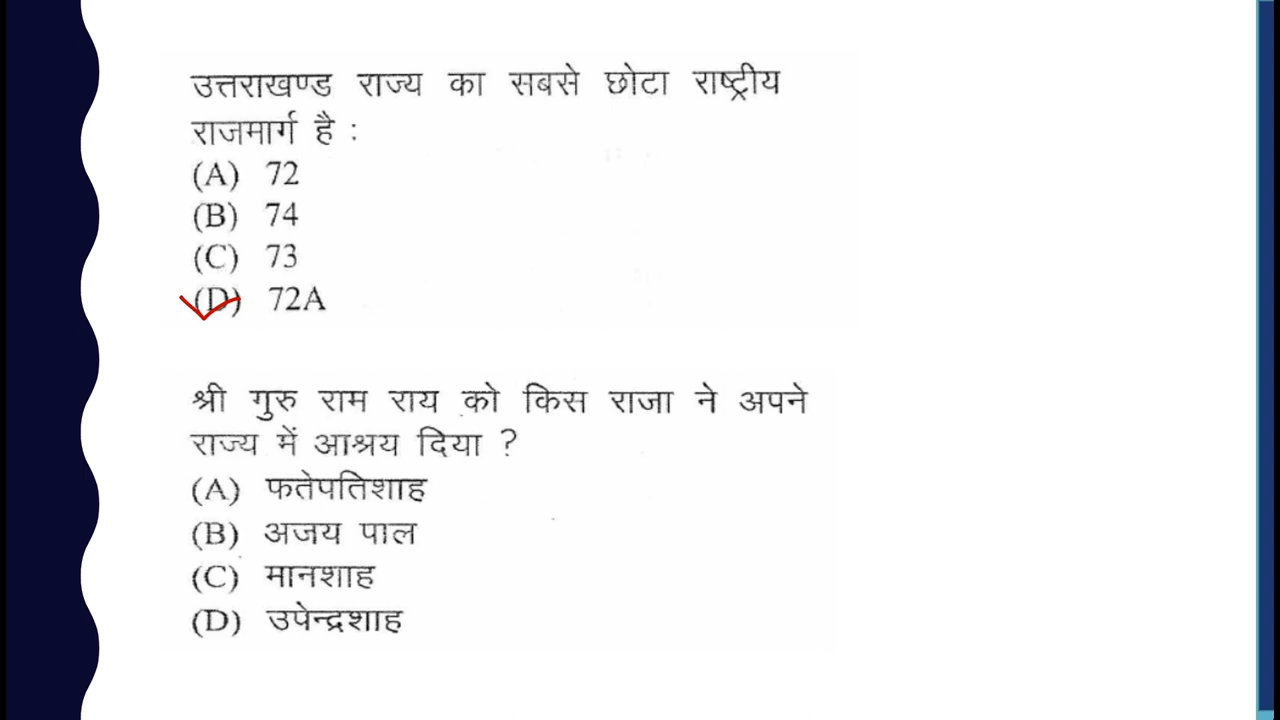 उत्तराखण्ड राज्य का सबसे छोटा राष्ट्रीय
राजमार्ग है :
(A) 72
(B) 74
(C) 73
(D) 72A
श्री गुरु राम राय को किस राजा ने अपने
राज्य में आश्रय दिया ?
(A) फतेपतिशाह
(B) अजय पाल
(C) मानशाह
(D) उपेन्द्रशाह